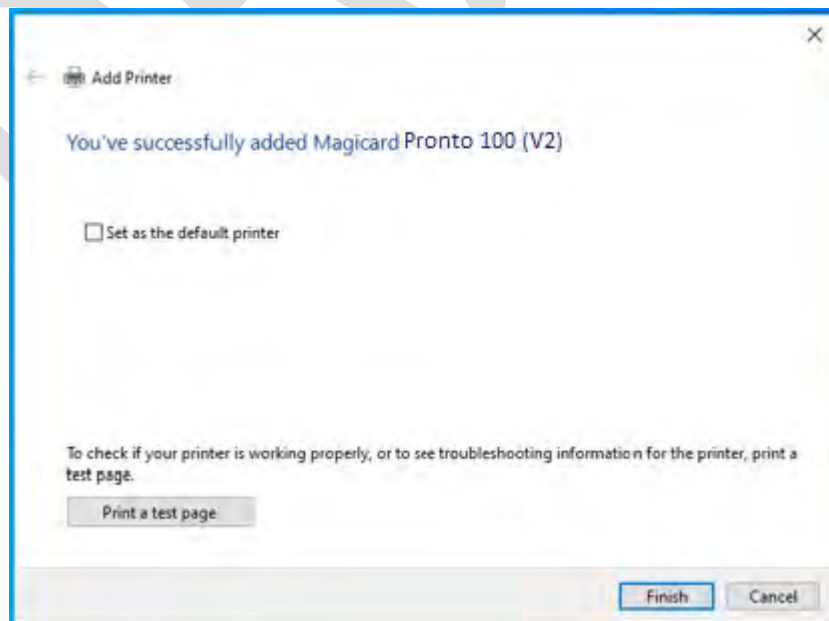 Add Printer
You've successfully added Magicard Pronto 100 (V2)
Set as the default printer
To check if your printer is working properly, or to see troubleshooting information for the printer, print a
test page.
Print a test page
Finish Cancel